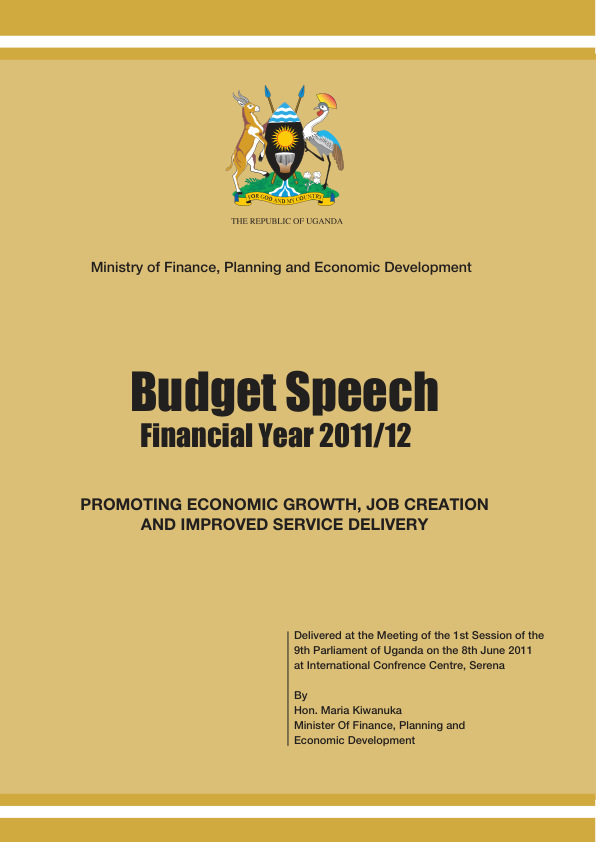 FOR GOD AND MY COUNTRY
THE REPUBLIC OF UGANDA
Ministry of Finance, Planning and Economic Development
Budget Speech
Financial Year 2011/12
PROMOTING ECONOMIC GROWTH, JOB CREATION
AND IMPROVED SERVICE DELIVERY
Delivered at the Meeting of the 1st Session of the
9th Parliament of Uganda on the 8th June 2011
at International Confrence Centre, Serena
By
Hon. Maria Kiwanuka
Minister Of Finance, Planning and
Economic Development